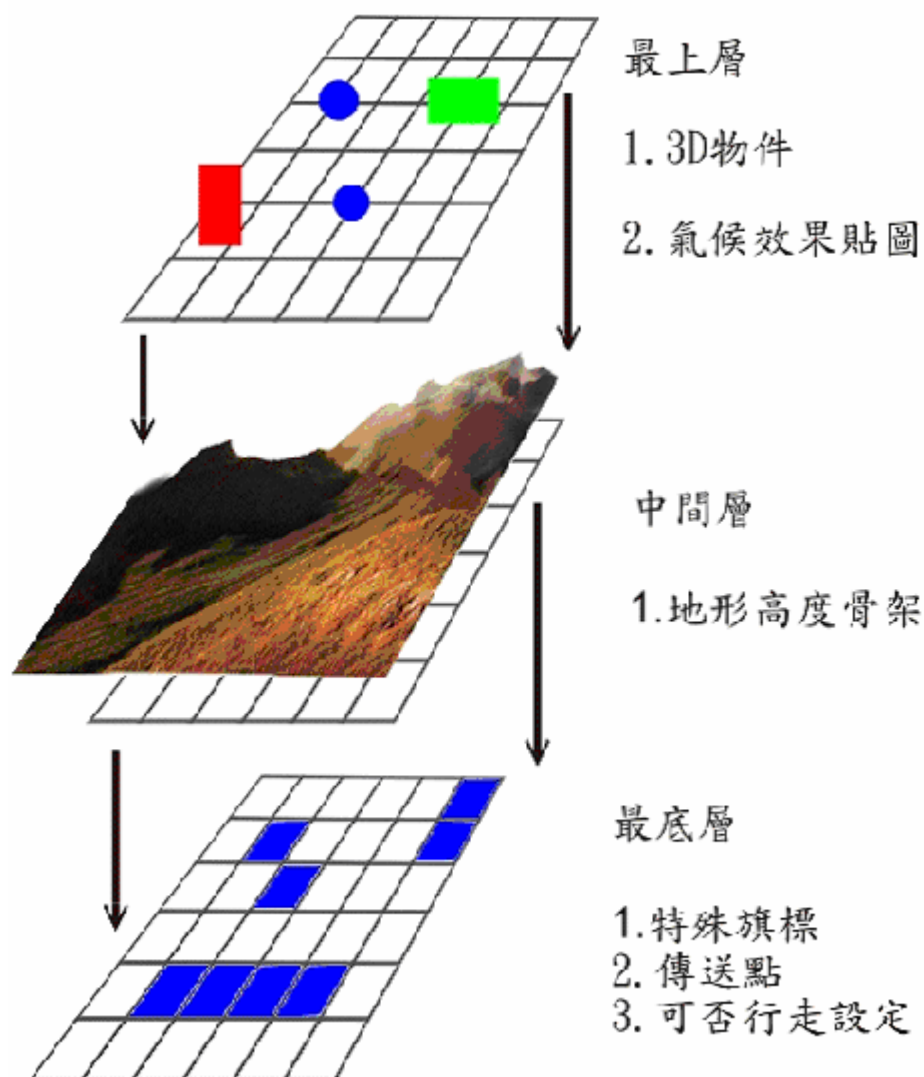 最上層
1.3D物件
2.氣候效果貼圖
中間層
1.地形高度骨架
最底層
1.特殊旗標
2.傳送點
3.可否行走設定